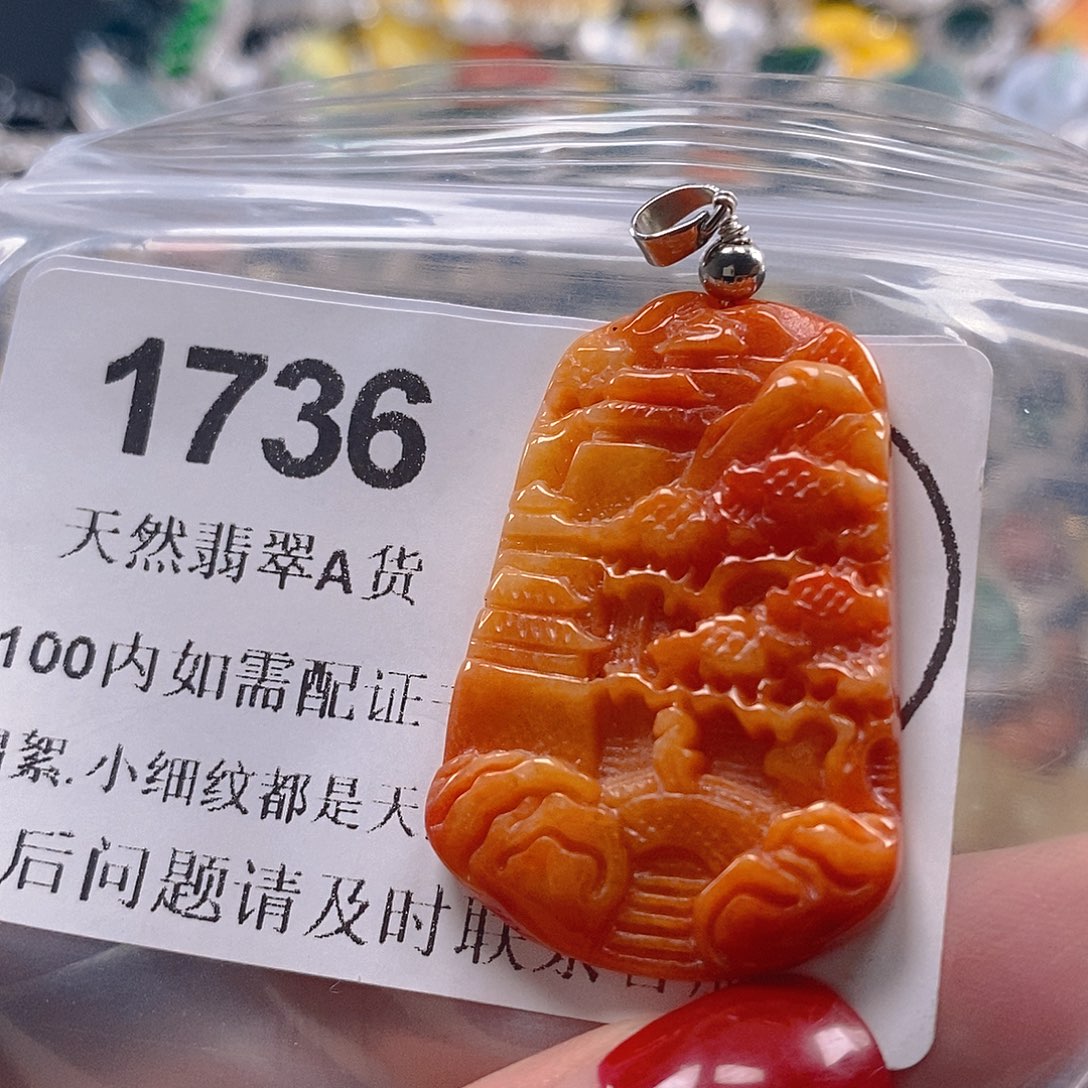 1736
天然翡翠A货
100内如需配证
絮.小细纹都是天
后问题请及时联系客